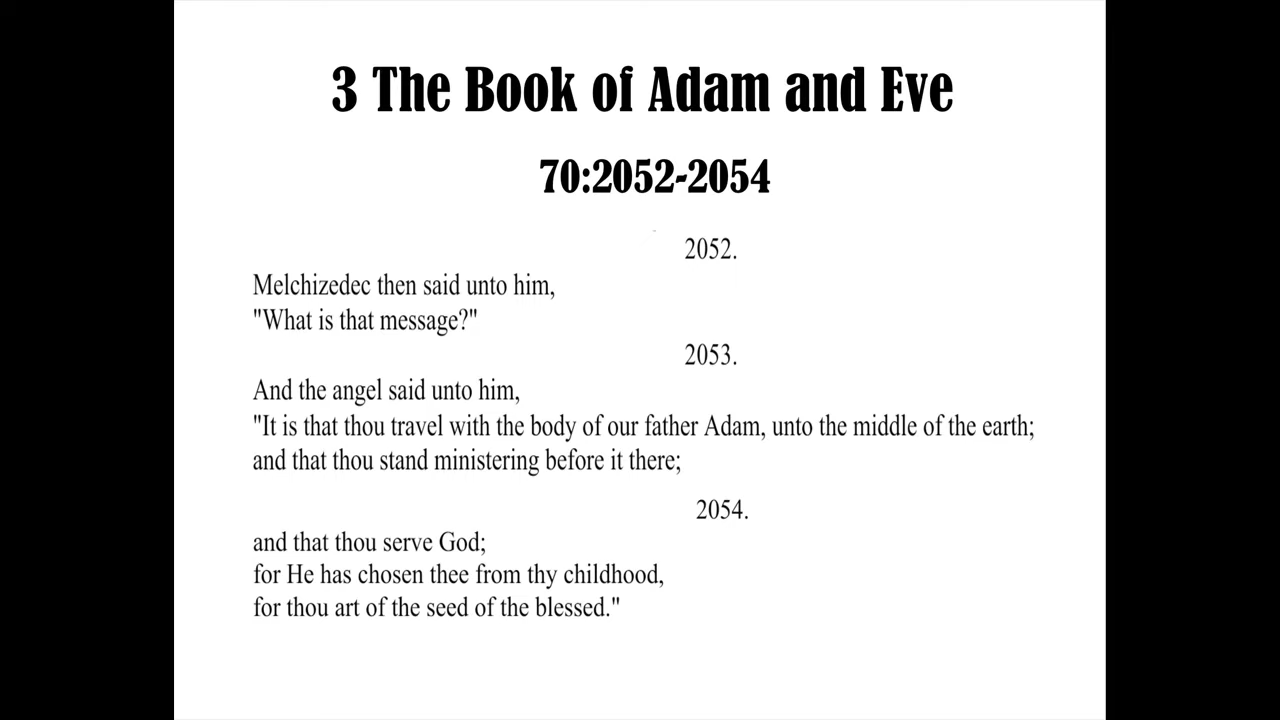 3 The Book of Adam and Eve
70:2052-2054
2052.
Melchizedec then said unto him,
"What is that message?"
2053.
And the angel said unto him,
"It is that thou travel with the body of our father Adam, unto the middle of the earth;
and that thou stand ministering before it there;
2054.
and that thou serve God;
for He has chosen thee from thy childhood,
for thou art of the seed of the blessed."